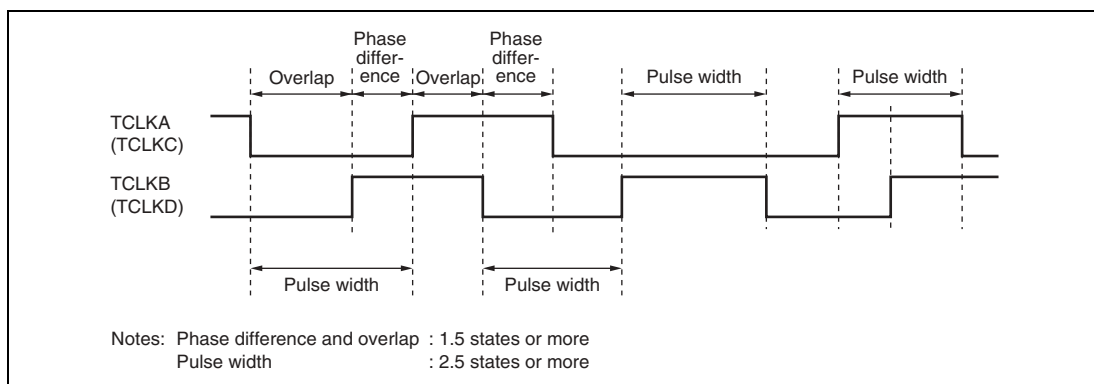 Phase differ- ence
Phase differ- ence
Overlap
Overlap
Pulse width
Pulse width
TCLKA
(TCLKC)
TCLKB
(TCLKD)
Pulse width
Pulse width
Notes: Phase difference and overlap : 1.5 states or more
Pulse width : 2.5 states or more